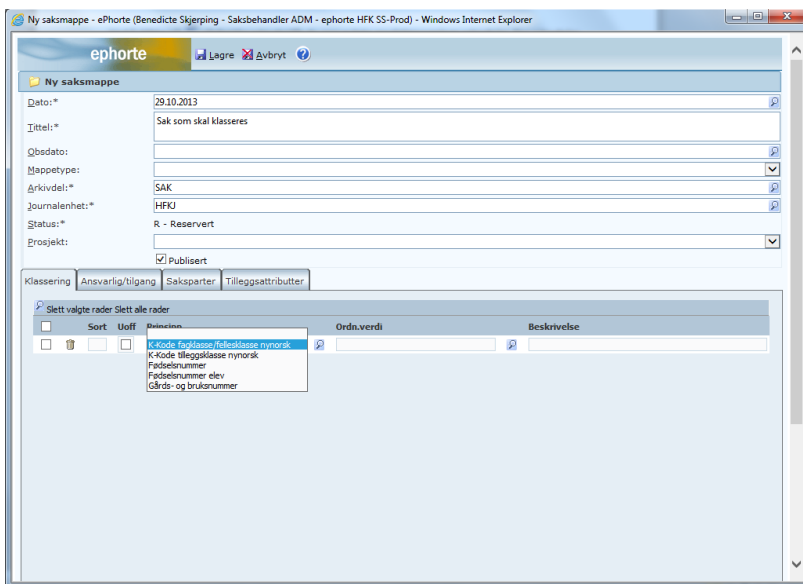 Ny saksmappe - ePhorte (Benedicte Skjerping - Saksbehandler ADM - ephorte HFK SS-Prod) - Windows Internet Explorer
ephorte Lagre Avbryt ?
Ny saksmappe
Dato:* 29.10.2013
Tittel:* Sak som skal klasseres
Obsdato:
Mappetype:
Arkivdel:* SAK
Journalenhet:* HFKJ
Status:* R - Reservert
Prosjekt:
Publisert
Klassering Ansvarlig/tilgang Saksparter Tilleggsattributter
Slett valgte rader Slett alle rader
Sort Uoff Prinsipp Ordn.verdi Beskrivelse
K-Kode fagklasse/fellesklasse nynorsk
K-Kode tilleggsklasse nynorsk
Fødselsnummer
Fødselsnummer elev
Gårds- og bruksnummer